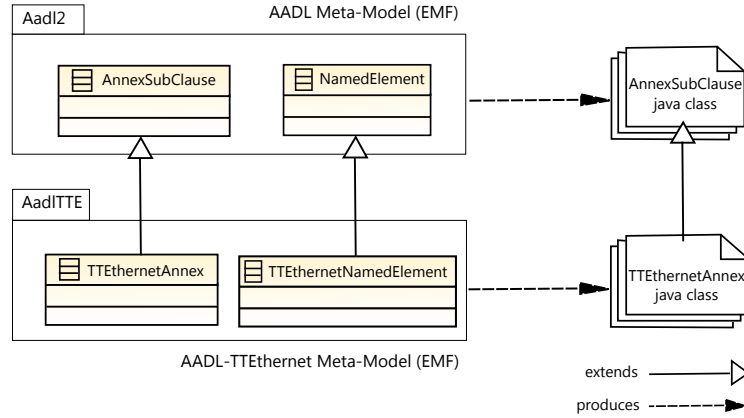 Aadl2
AADL Meta-Model (EMF)
AnnexSubClause
NamedElement
AnnexSubClause
java class
AadlTTE
TTEthernetAnnex
TTEthernetNamedElement
TTEthernetAnnex
java class
AADL-TTEthernet Meta-Model (EMF)
extends
produces